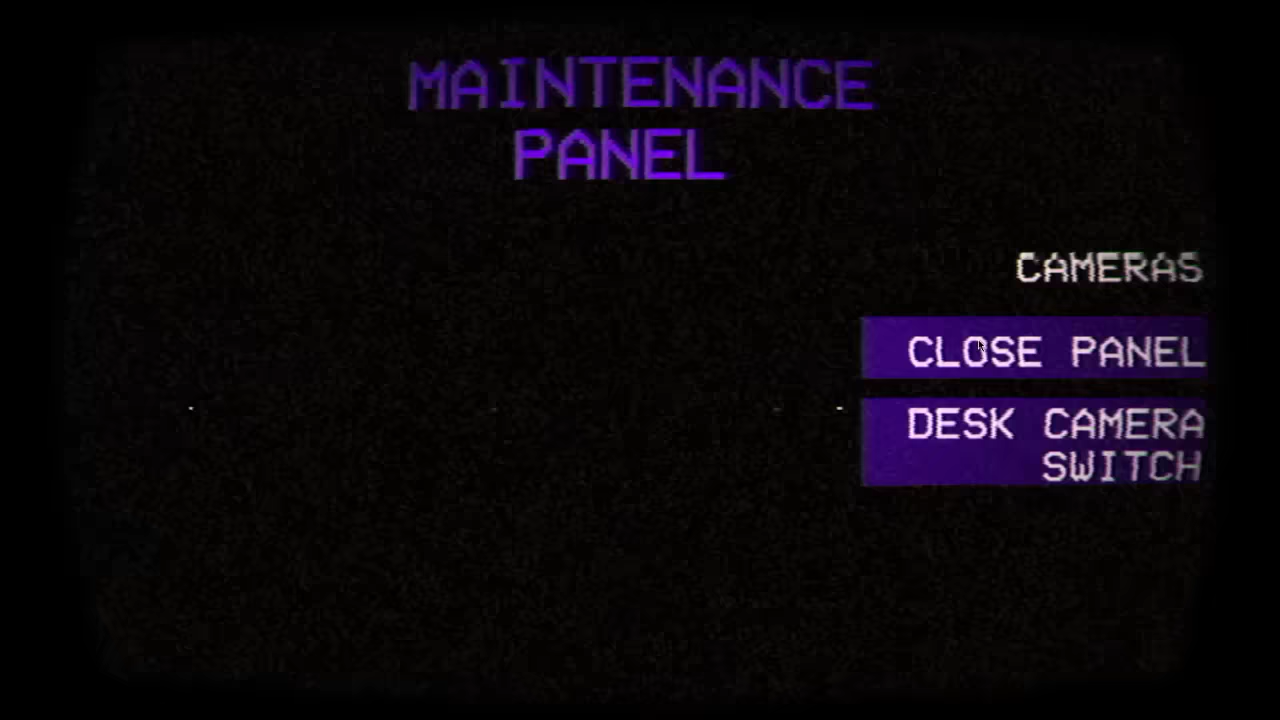 MAINTENANCE
PANEL
CAMERAS
CLOSE PANEL
DESK CAMERA
SWITCH